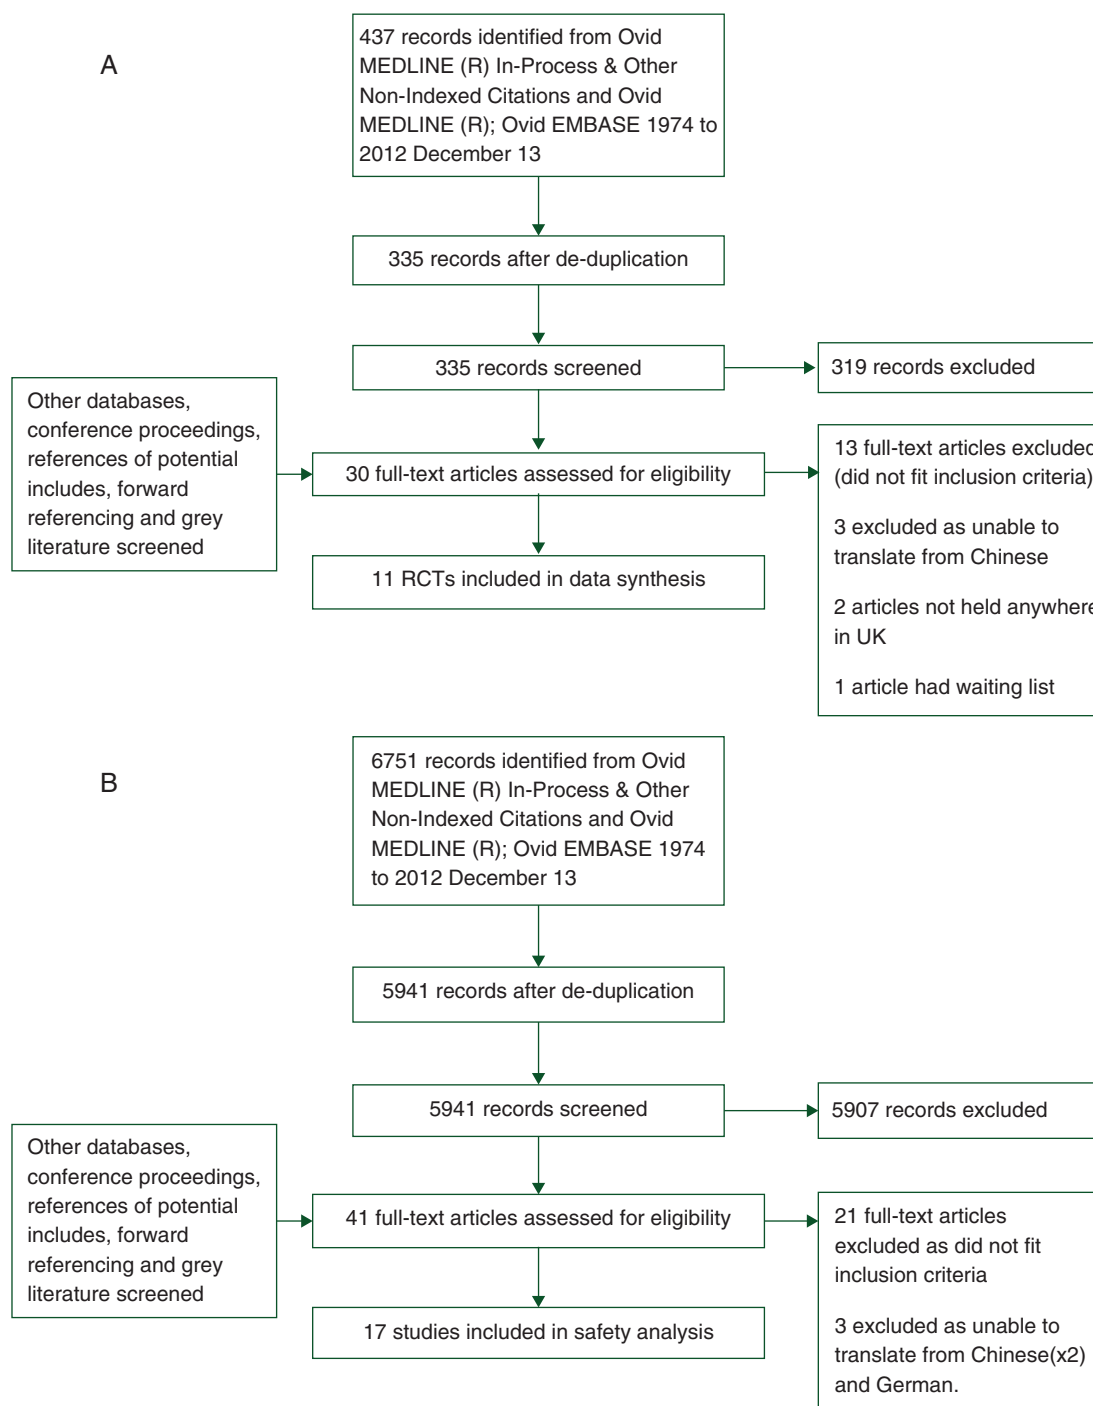 A
437 records identified from Ovid
MEDLINE (R) In-Process & Other
Non-Indexed Citations and Ovid
MEDLINE (R); Ovid EMBASE 1974 to
2012 December 13
335 records after de-duplication
335 records screened
319 records excluded
Other databases,
conference proceedings,
references of potential
includes, forward
referencing and grey
literature screened
30 full-text articles assessed for eligibility
13 full-text articles excluded
(did not fit inclusion criteria)
3 excluded as unable to
translate from Chinese
2 articles not held anywhere
in UK
1 article had waiting list
11 RCTs included in data synthesis
B
6751 records identified from Ovid
MEDLINE (R) In-Process & Other
Non-Indexed Citations and Ovid
MEDLINE (R); Ovid EMBASE 1974
to 2012 December 13
5941 records after de-duplication
5941 records screened
5907 records excluded
Other databases,
conference proceedings,
references of potential
includes, forward
referencing and grey
literature screened
41 full-text articles assessed for eligibility
21 full-text articles
excluded as did not fit
inclusion criteria
3 excluded as unable to
translate from Chinese(x2)
and German.
17 studies included in safety analysis